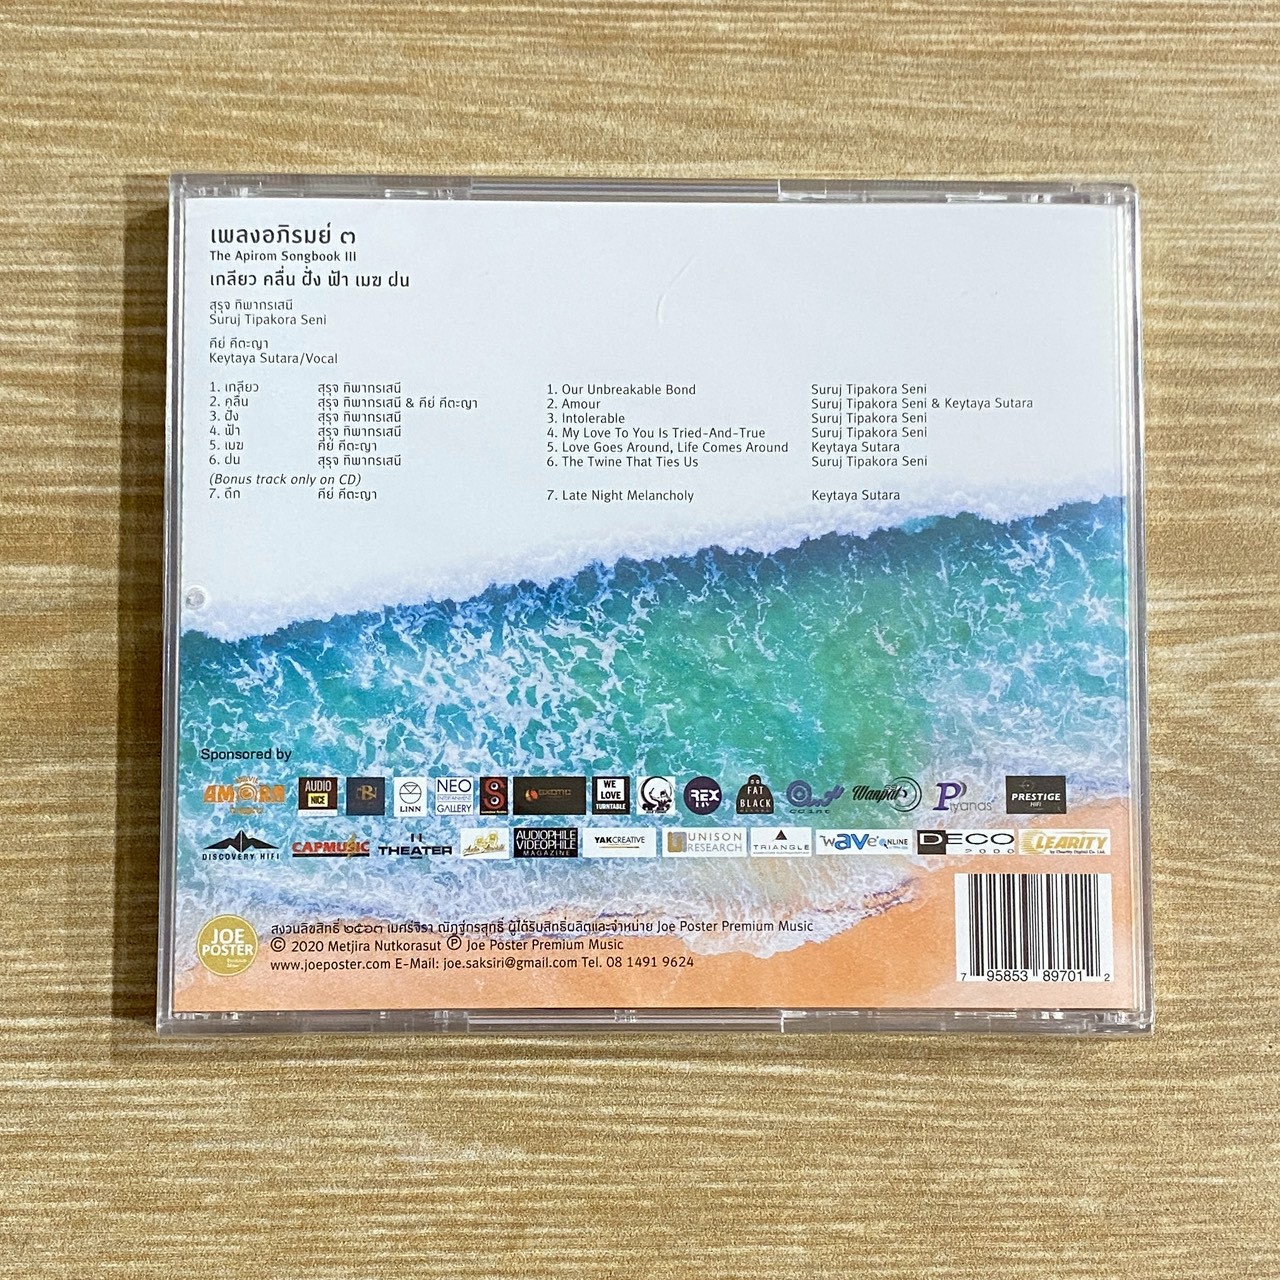 เพลงอภิรมย์ ๓
The Apirom Songbook III
เกลียว คลื่น ฝั่ง ฟ้า เมฆ ฝน
สุรุจ ทิพากรเสนี
Suruj Tipakora Seni
คีย์ คีตะญา
Keytaya Sutara/Vocal
1. เกลียว สุรุจ ทิพากรเสนี 1. Our Unbreakable Bond Suruj Tipakora Seni
2. คลื่น สุรุจ ทิพากรเสนี & คีย์ คีตะญา 2. Amour Suruj Tipakora Seni & Keytaya Sutara
3. ฝั่ง สุรุจ ทิพากรเสนี 3. Intolerable Suruj Tipakora Seni
4. ฟ้า สุรุจ ทิพากรเสนี 4. My Love To You Is Tried-And-True Suruj Tipakora Seni
5. เมฆ คีย์ คีตะญา 5. Love Goes Around, Life Comes Around Keytaya Sutara
6. ฝน สุรุจ ทิพากรเสนี 6. The Twine That Ties Us Suruj Tipakora Seni
(Bonus track only on CD)
7. ดึก คีย์ คีตะญา 7. Late Night Melancholy Keytaya Sutara
Sponsored by
AMORA AUDIO NICE LINN NEO ENTERTAINMENT GALLERY EXOTIC WE LOVE TURNTABLE REX FAT BLACK Wanpai Piyanas PRESTIGE HIFI
DISCOVERY HIFI CAPMUSIC THEATER AUDIOPHILE VIDEOPHILE MAGAZINE YAKCREATIVE UNISON RESEARCH TRIANGLE WAVE ONLINE DECO 2000 CLEARITY
JOE POSTER Premium Music
สงวนลิขสิทธิ์ ๒๕๖๓ เมศร์จิรา ณัฏฐ์กรสุทธิ์ ผู้ได้รับสิทธิ์ผลิตและจำหน่าย Joe Poster Premium Music
© 2020 Metjira Nutkorasut ℗ Joe Poster Premium Music
www.joeposter.com E-Mail: joe.saksiri@gmail.com Tel. 08 1491 9624
7 95853 89701 2